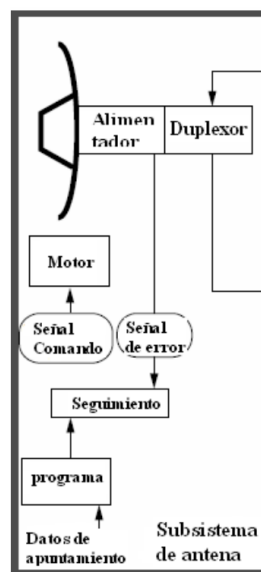 Alimen
tador
Duplexor
Motor
Señal
Comando
Señal
de error
Seguimiento
programa
Datos de
apuntamiento
Subsistema
de antena